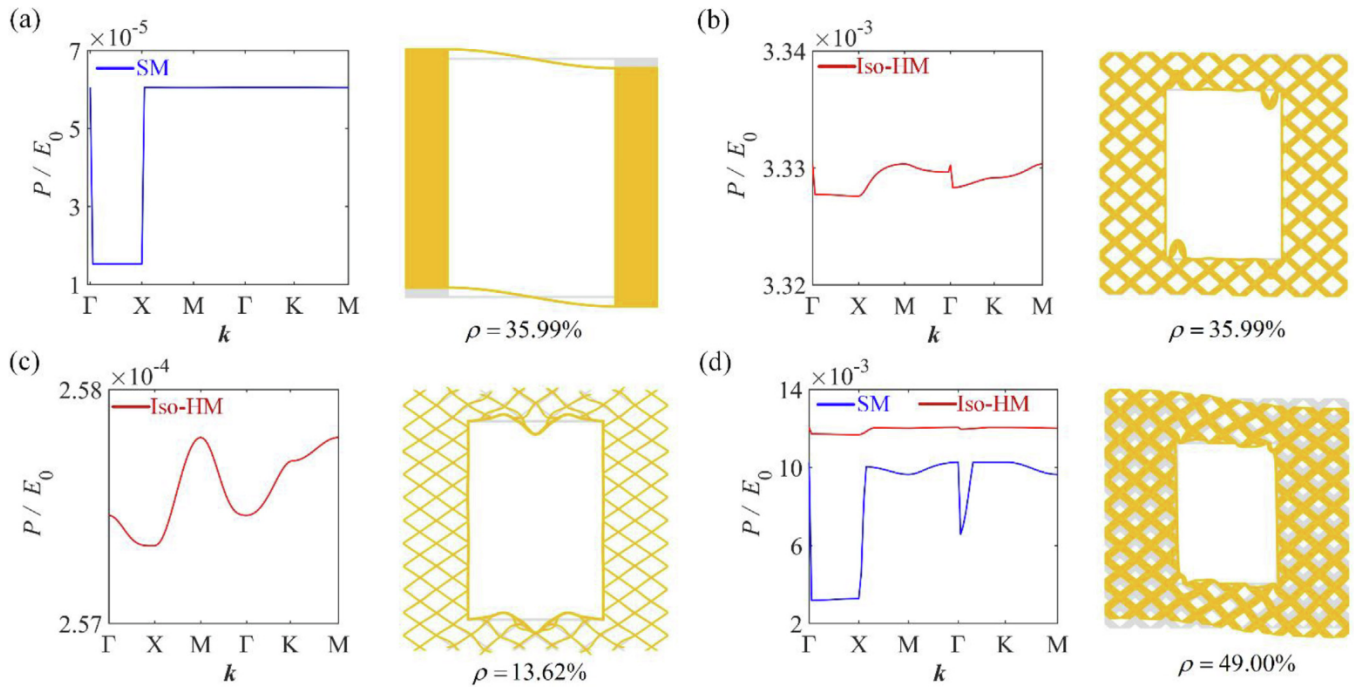 (a)
×10⁻⁵
7
SM
5
P / E₀
3
1
Γ X M Γ K M
k
ρ = 35.99%
(b)
×10⁻³
3.34
Iso-HM
P / E₀
3.33
3.32
Γ X M Γ K M
k
ρ = 35.99%
(c)
×10⁻⁴
2.58
Iso-HM
P / E₀
2.57
Γ X M Γ K M
k
ρ = 13.62%
(d)
×10⁻³
14
SM Iso-HM
10
P / E₀
6
2
Γ X M Γ K M
k
ρ = 49.00%